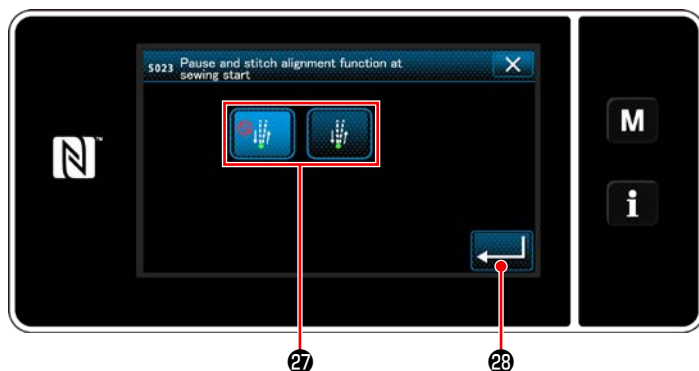 S023 Pause and stitch alignment function at
sewing start
M
i
㉗
㉘